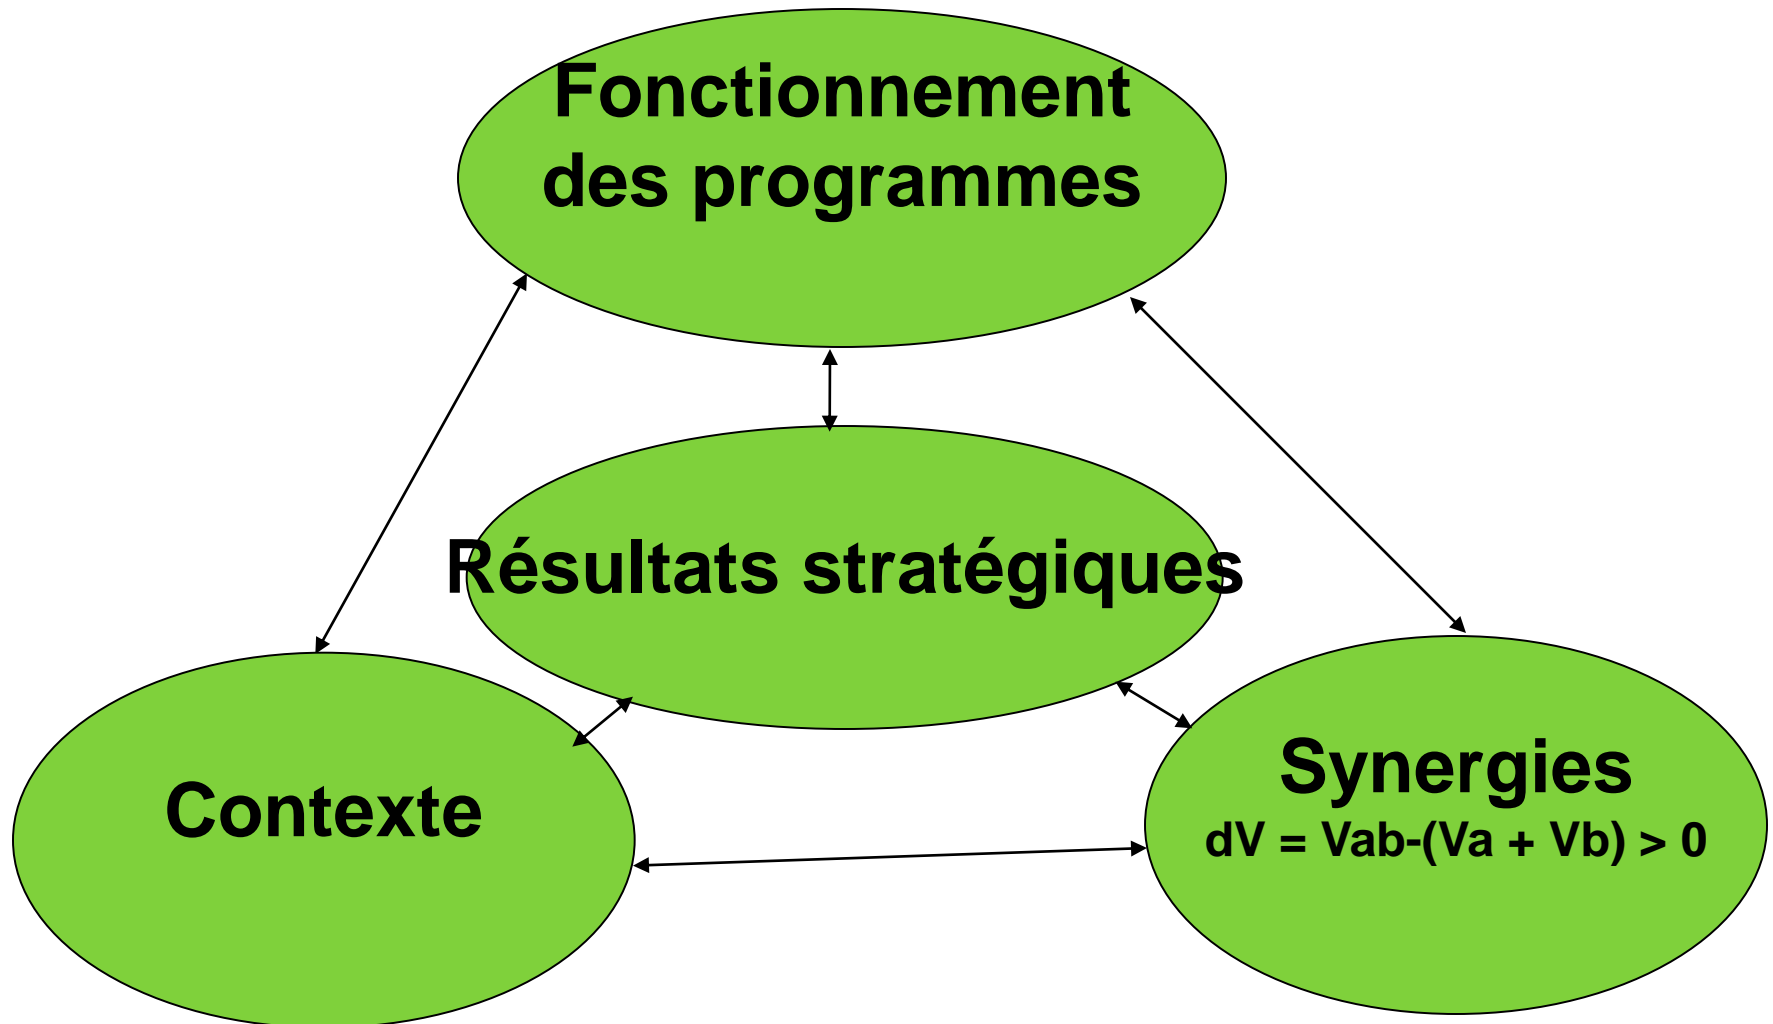 Fonctionnement
des programmes
Résultats stratégiques
Contexte
Synergies
dV = Vab-(Va + Vb) > 0